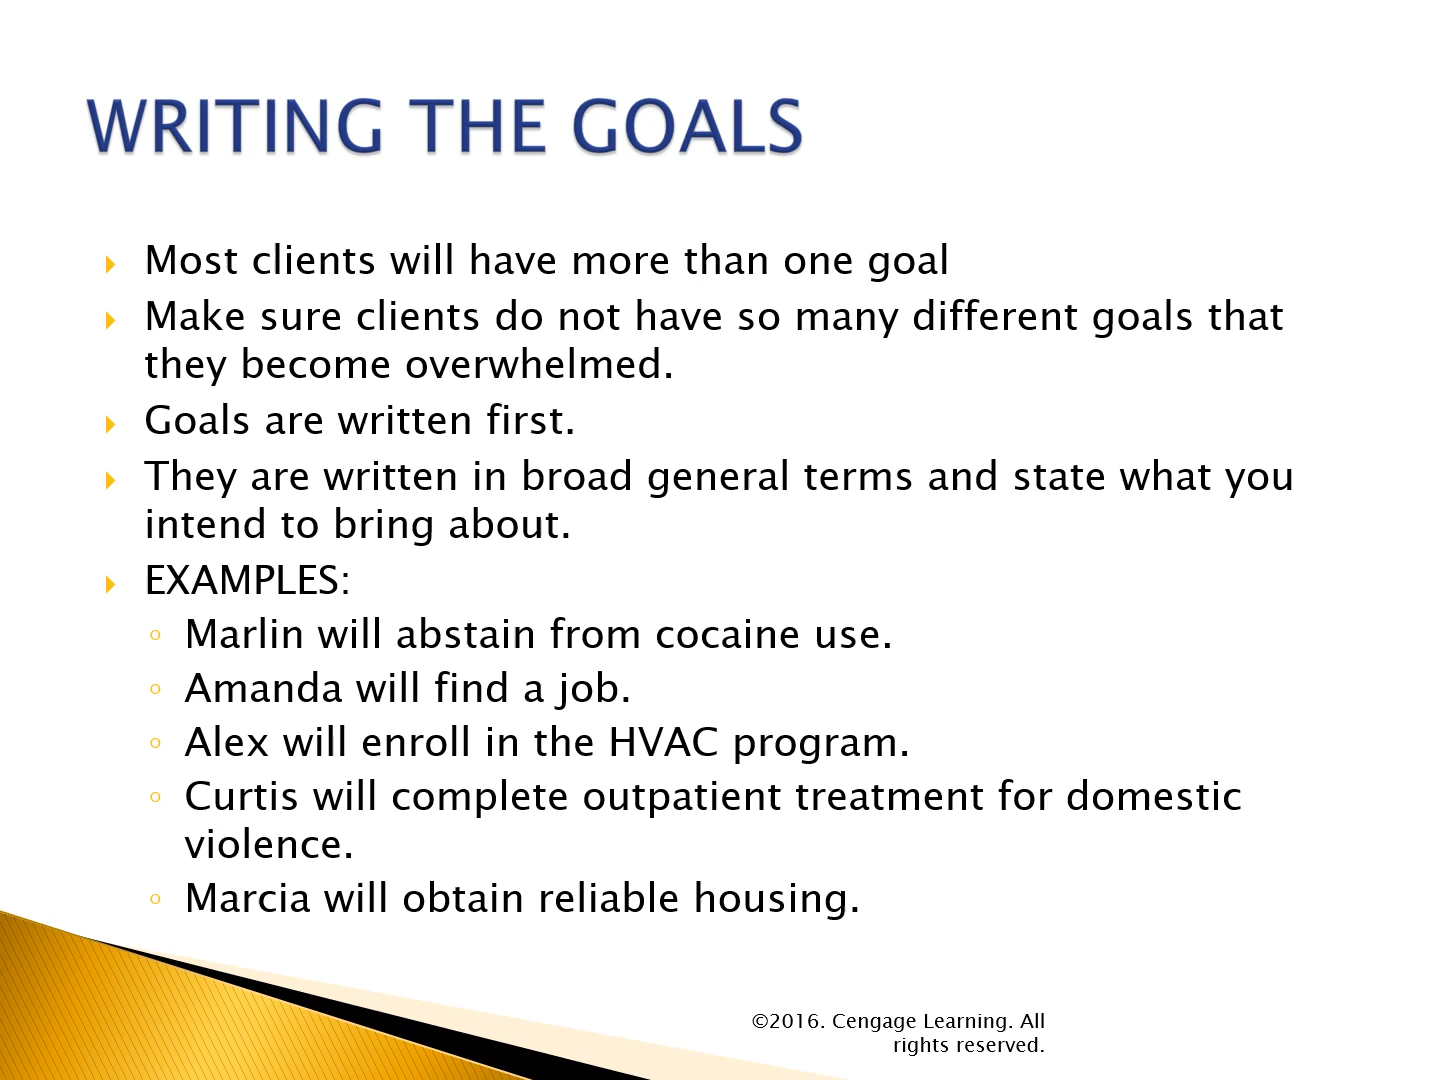 WRITING THE GOALS
Most clients will have more than one goal
Make sure clients do not have so many different goals that
they become overwhelmed.
Goals are written first.
They are written in broad general terms and state what you
intend to bring about.
EXAMPLES:
Marlin will abstain from cocaine use.
Amanda will find a job.
Alex will enroll in the HVAC program.
Curtis will complete outpatient treatment for domestic
violence.
Marcia will obtain reliable housing.
©2016. Cengage Learning. All
rights reserved.